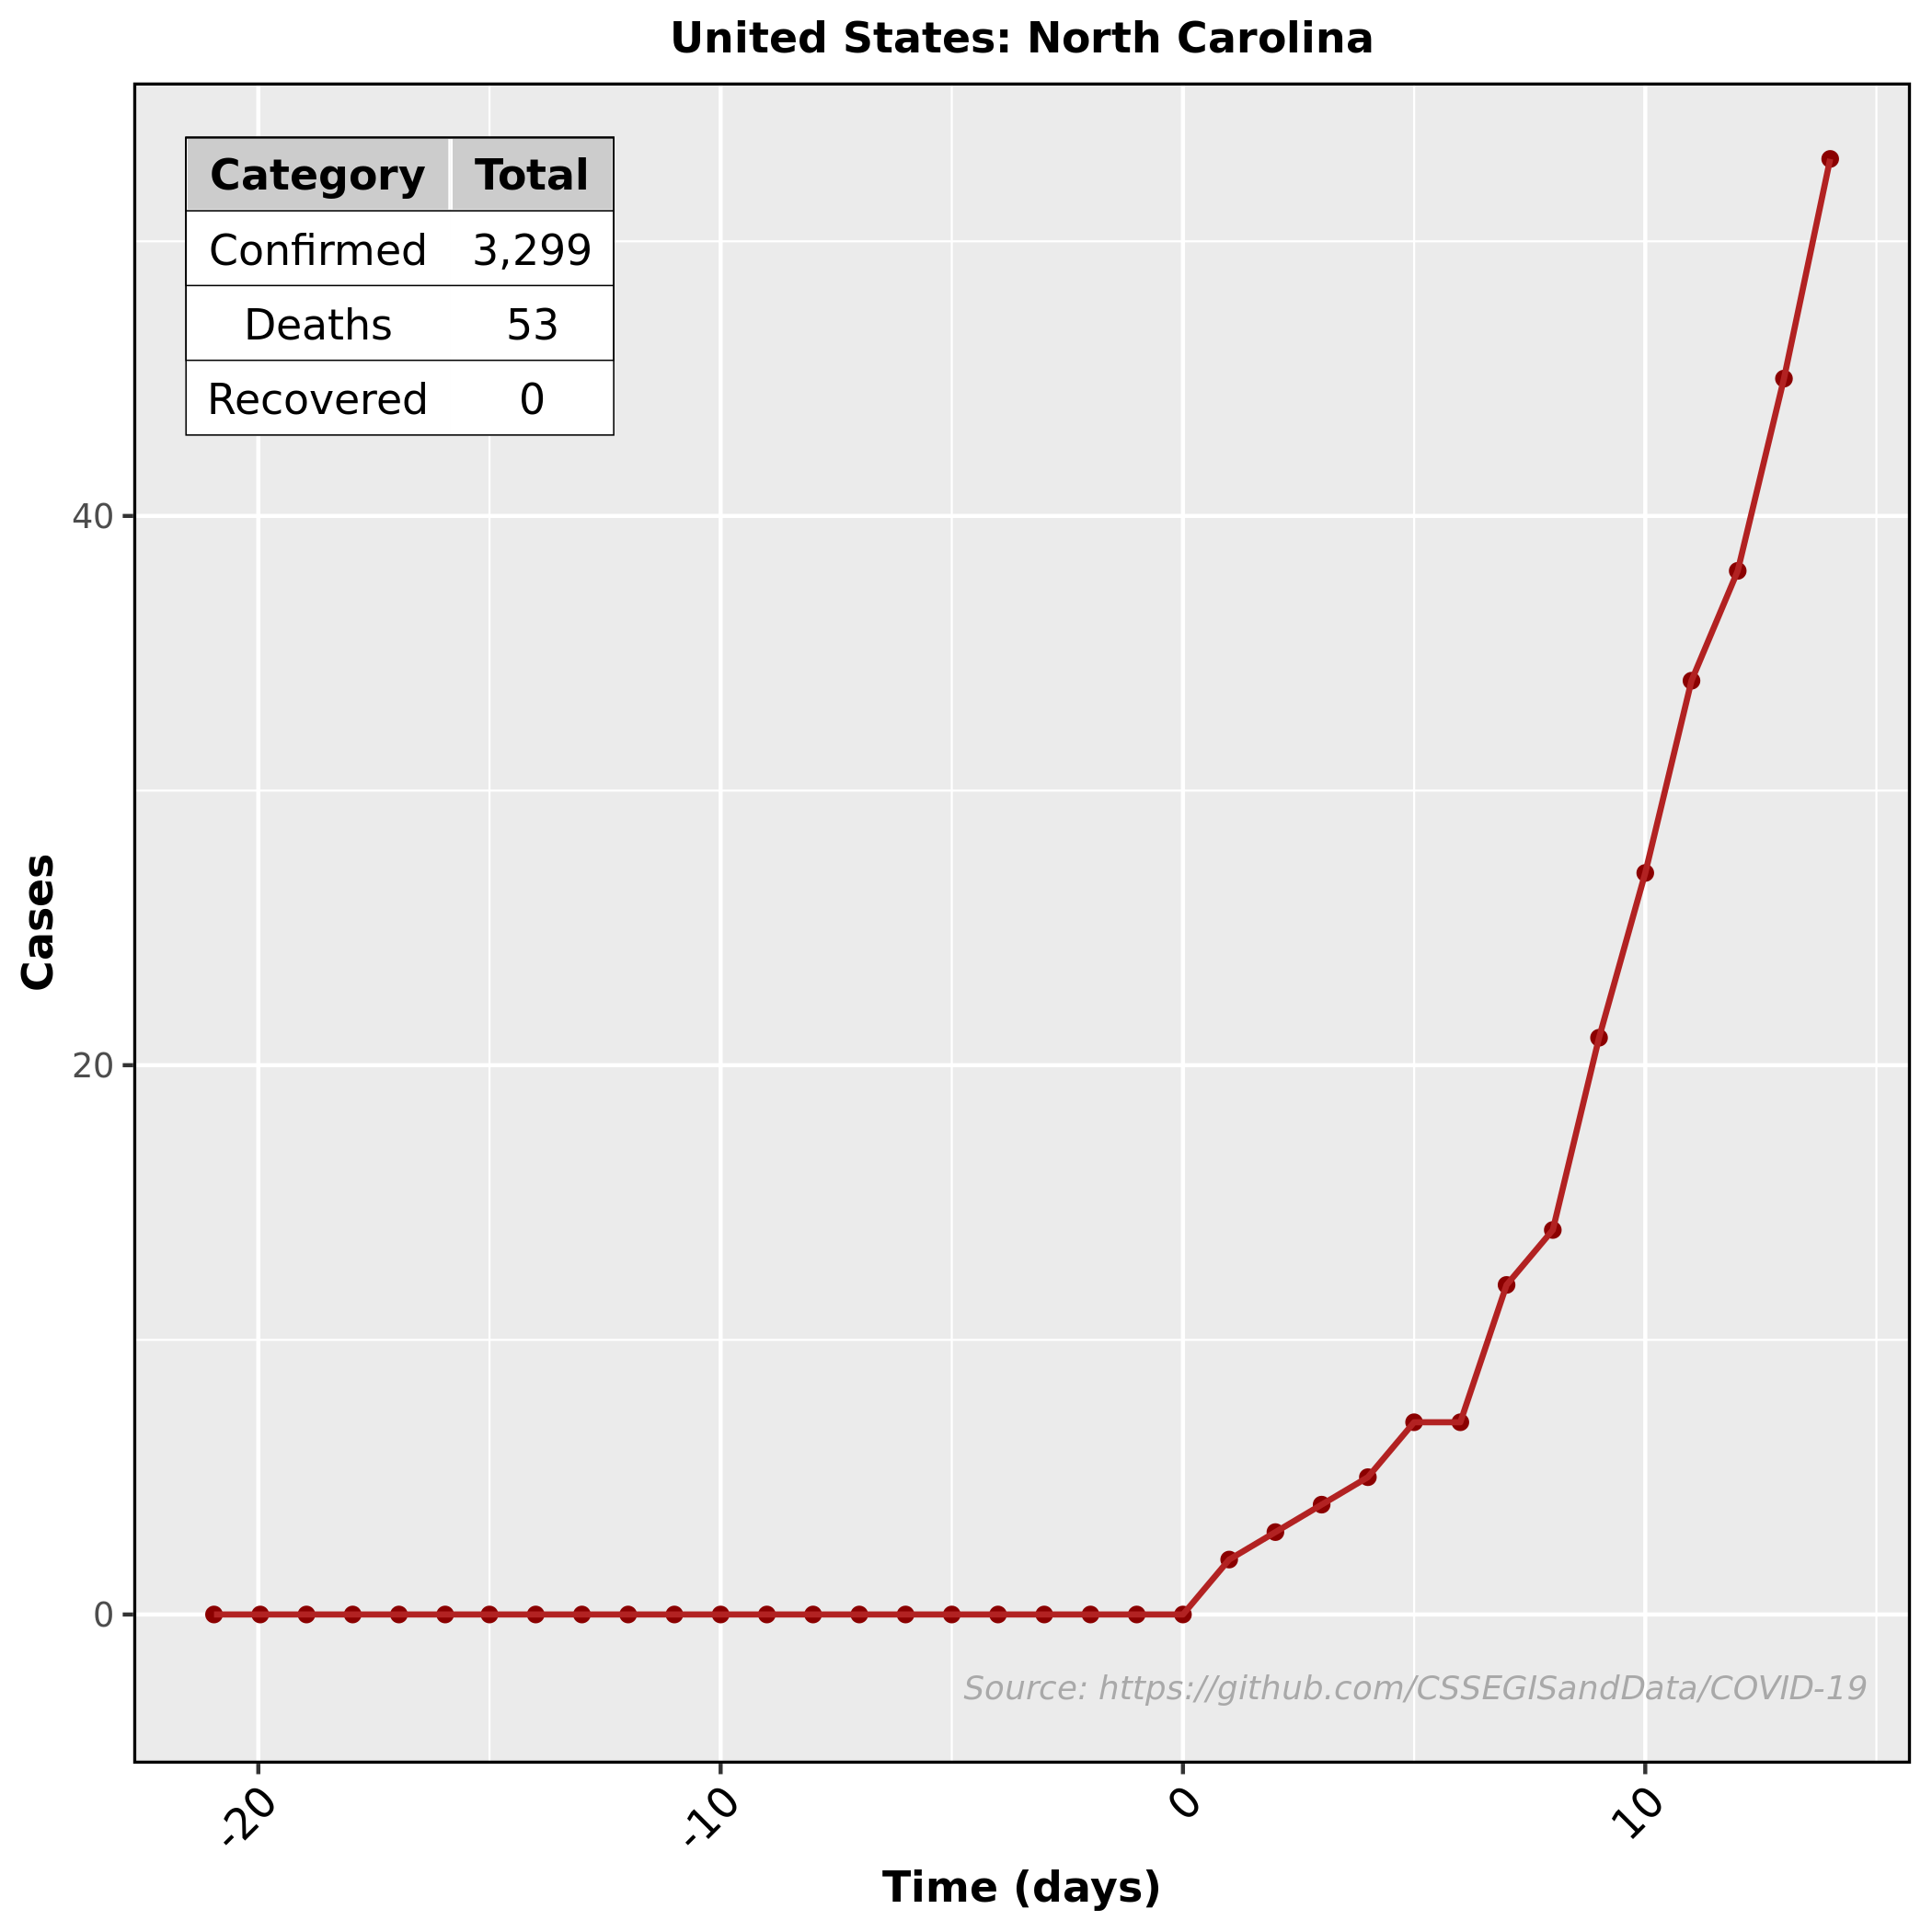 United States: North Carolina
Category Total
Confirmed 3,299
Deaths 53
Recovered 0
40
20
0
Cases
Source: https://github.com/CSSEGISandData/COVID-19
-20 -10 0 10
Time (days)